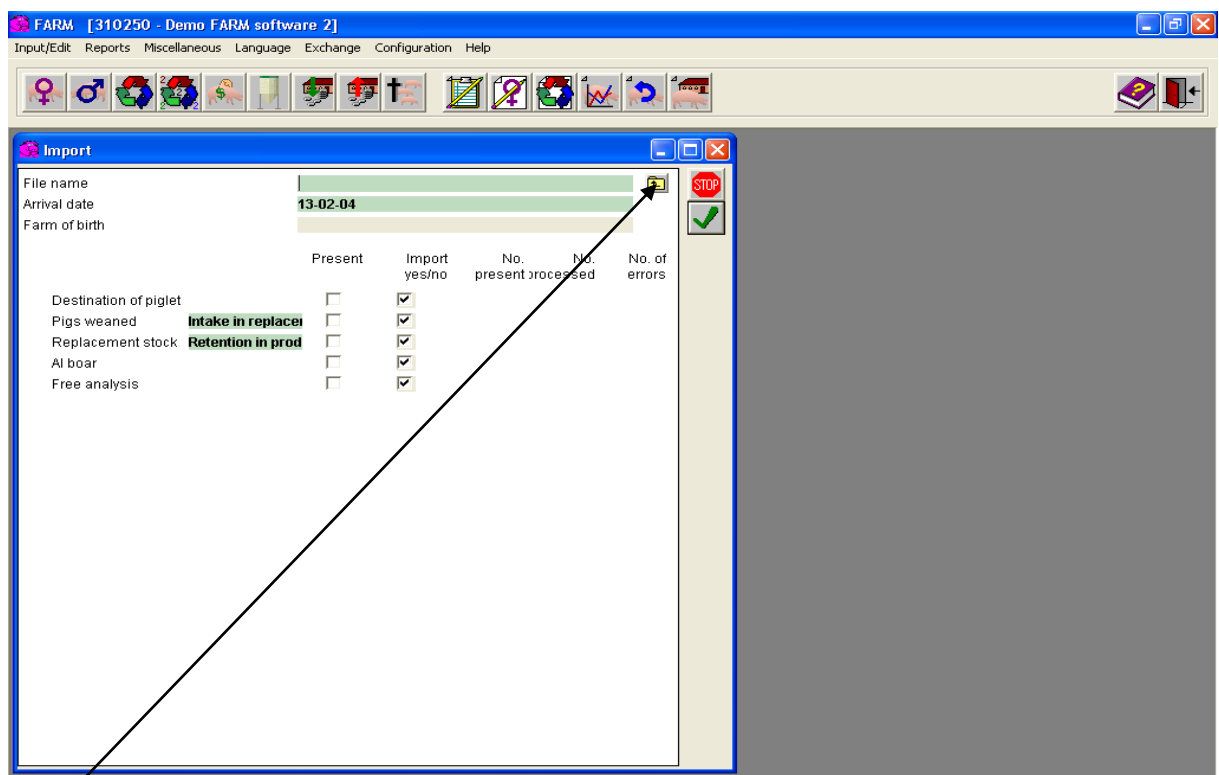 FARM [310250 - Demo FARM software 2]
Input/Edit Reports Miscellaneous Language Exchange Configuration Help
Import
File name
STOP
Arrival date 13-02-04
Farm of birth
Present Import No. No. No. of
yes/no present processed errors
Destination of piglet
Pigs weaned Intake in replacer
Replacement stock Retention in prod
AI boar
Free analysis